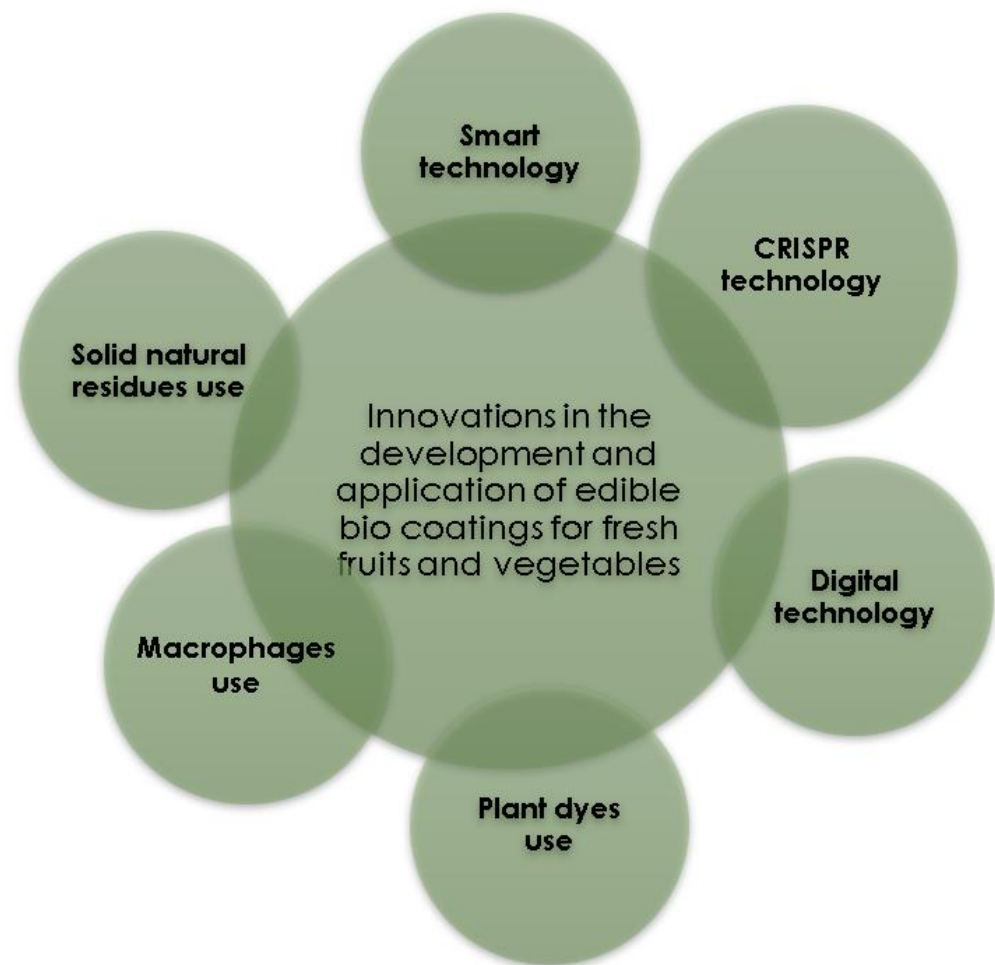 Smart
technology
CRISPR
technology
Solid natural
residues use
Innovations in the
development and
application of edible
bio coatings for fresh
fruits and vegetables
Digital
technology
Macrophages
use
Plant dyes
use